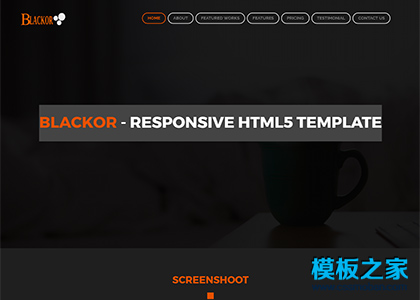 BLACKOR
HOME ABOUT FEATURED WORKS FEATURES PRICING TESTIMONIAL CONTACT US
BLACKOR - RESPONSIVE HTML5 TEMPLATE
SCREENSHOOT
模板之家